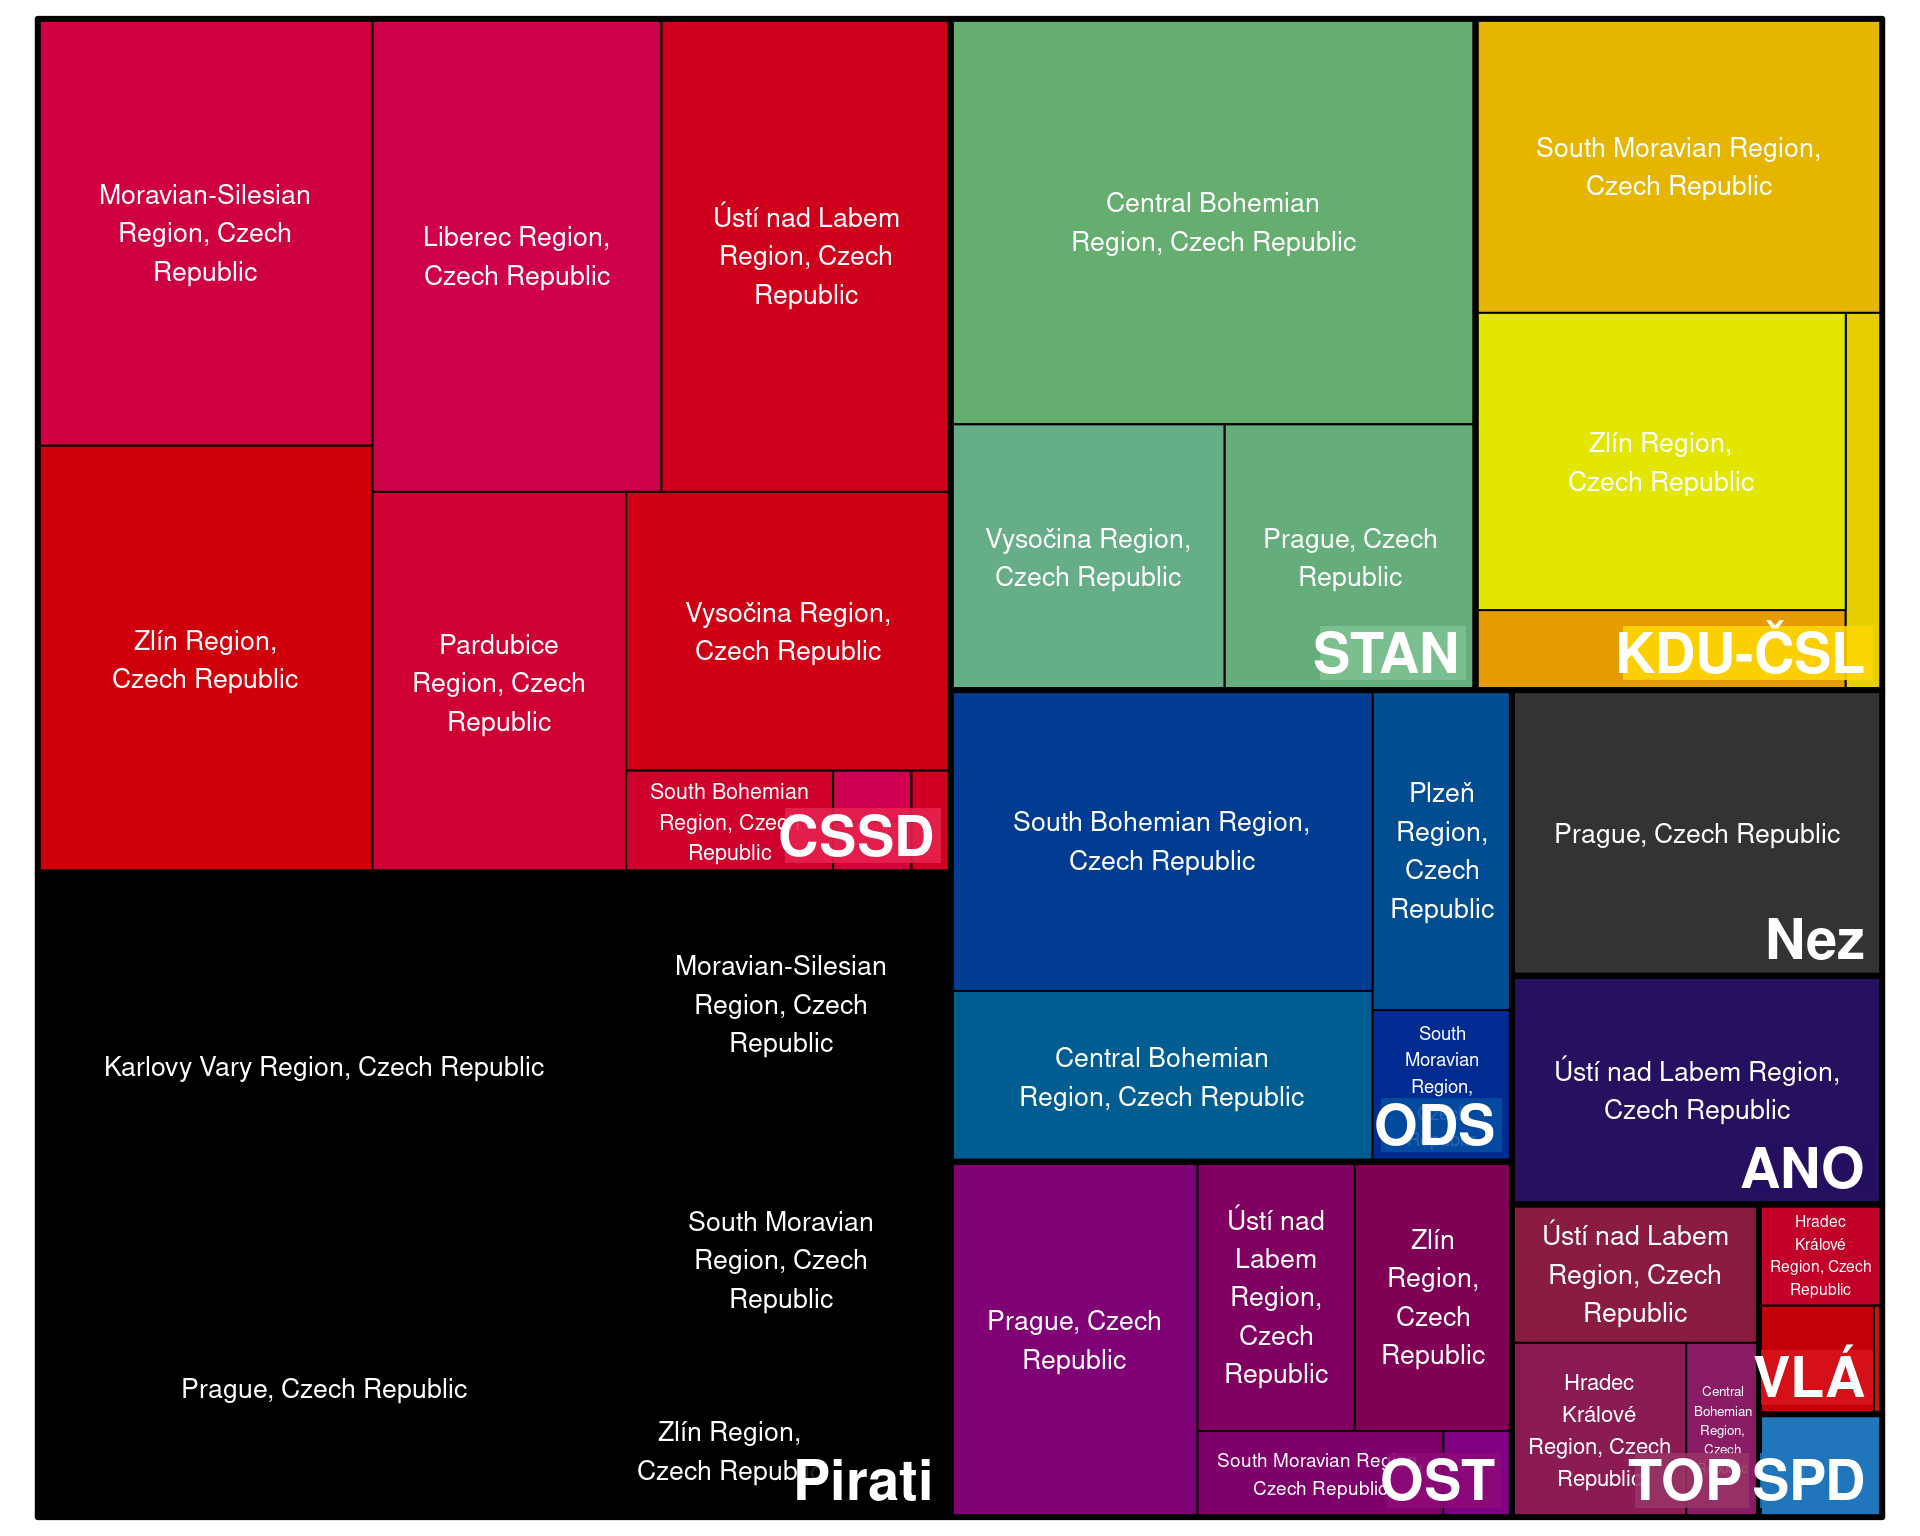 Moravian-Silesian
Region, Czech
Republic
Liberec Region,
Czech Republic
Ústí nad Labem
Region, Czech
Republic
Zlín Region,
Czech Republic
Pardubice
Region, Czech
Republic
Vysočina Region,
Czech Republic
South Bohemian
Region, Czech
Republic
CSSD
Central Bohemian
Region, Czech Republic
Vysočina Region,
Czech Republic
Prague, Czech
Republic
STAN
South Moravian Region,
Czech Republic
Zlín Region,
Czech Republic
KDU-ČSL
Karlovy Vary Region, Czech Republic
Moravian-Silesian
Region, Czech
Republic
South Moravian
Region, Czech
Republic
Prague, Czech Republic
Zlín Region,
Czech Republic
Pirati
South Bohemian Region,
Czech Republic
Plzeň
Region,
Czech
Republic
Central Bohemian
Region, Czech Republic
South
Moravian
Region,
ODS
Prague, Czech Republic
Nez
Ústí nad Labem Region,
Czech Republic
ANO
Prague, Czech
Republic
Ústí nad
Labem
Region,
Czech
Republic
Zlín
Region,
Czech
Republic
South Moravian Region,
Czech Republic
OST
Ústí nad Labem
Region, Czech
Republic
Hradec
Králové
Region, Czech
Republic
Central
Bohemian
Region,
Czech
TOP
Hradec
Králové
Region, Czech
Republic
VLÁ
SPD